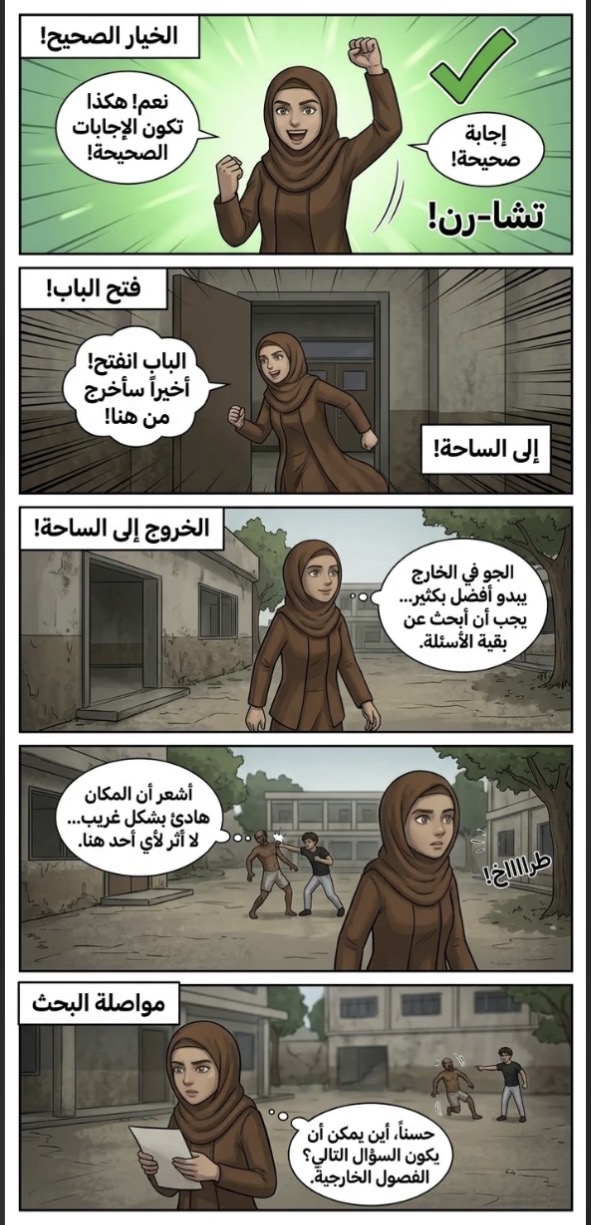 الخيار الصحيح!
نعم! هكذا
تكون الإجابات
الصحيحة!
إجابة
صحيحة!
تشا-رن!
فتح الباب!
الباب انفتح!
أخيراً سأخرج
من هنا!
إلى الساحة!
الخروج إلى الساحة!
الجو في الخارج
يبدو أفضل بكثير...
يجب أن أبحث عن
بقية الأسئلة.
أشعر أن المكان
هادئ بشكل غريب...
لا أثر لأي أحد هنا.
طرااااخ!
مواصلة البحث
حسناً، أين يمكن أن
يكون السؤال التالي؟
الفصول الخارجية.